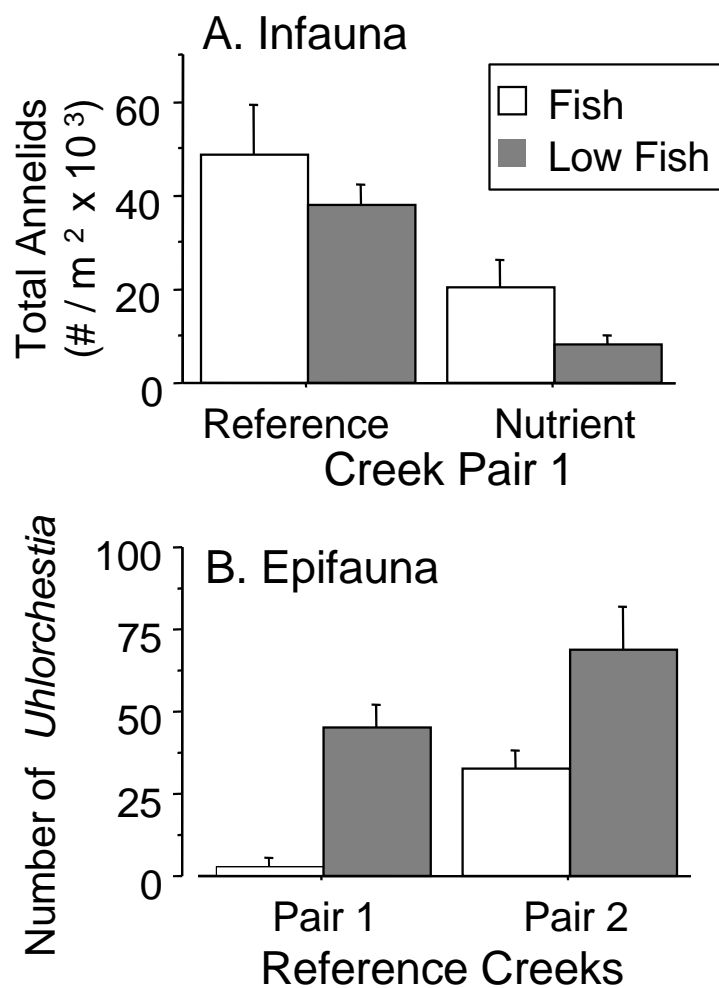 A. Infauna
Fish
Low Fish
Total Annelids
(# / m ² x 10 ³)
60
40
20
0
Reference
Nutrient
Creek Pair 1
B. Epifauna
Number of Uhlorchestia
100
75
50
25
0
Pair 1
Pair 2
Reference Creeks